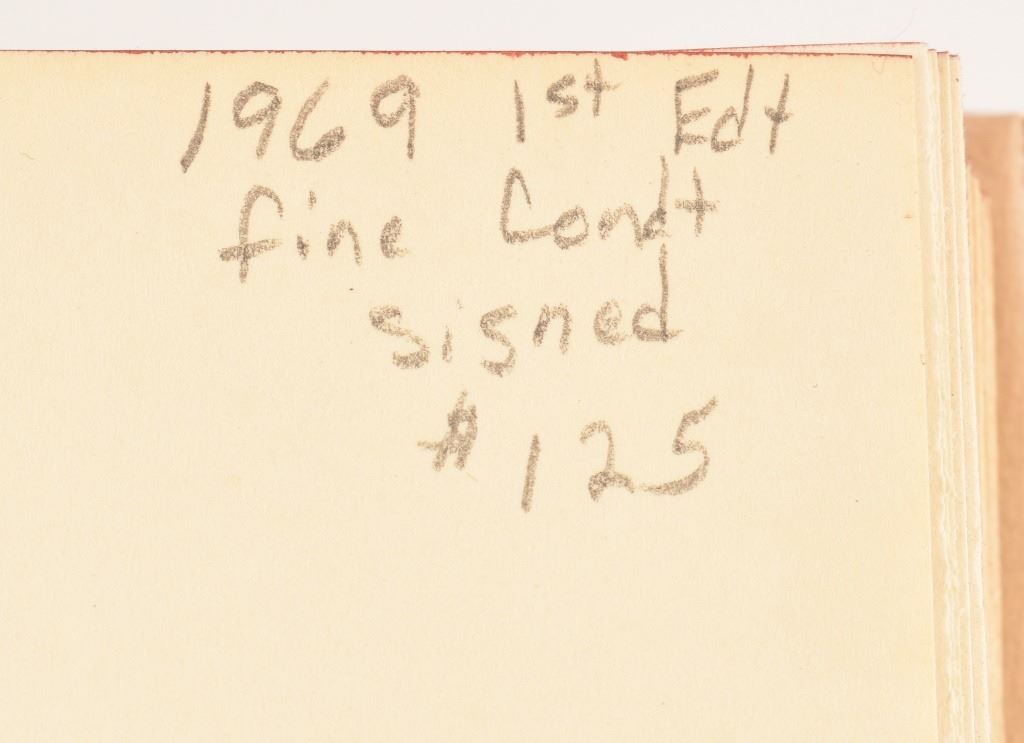 1969 1st Edt
fine Condt
signed
# 125